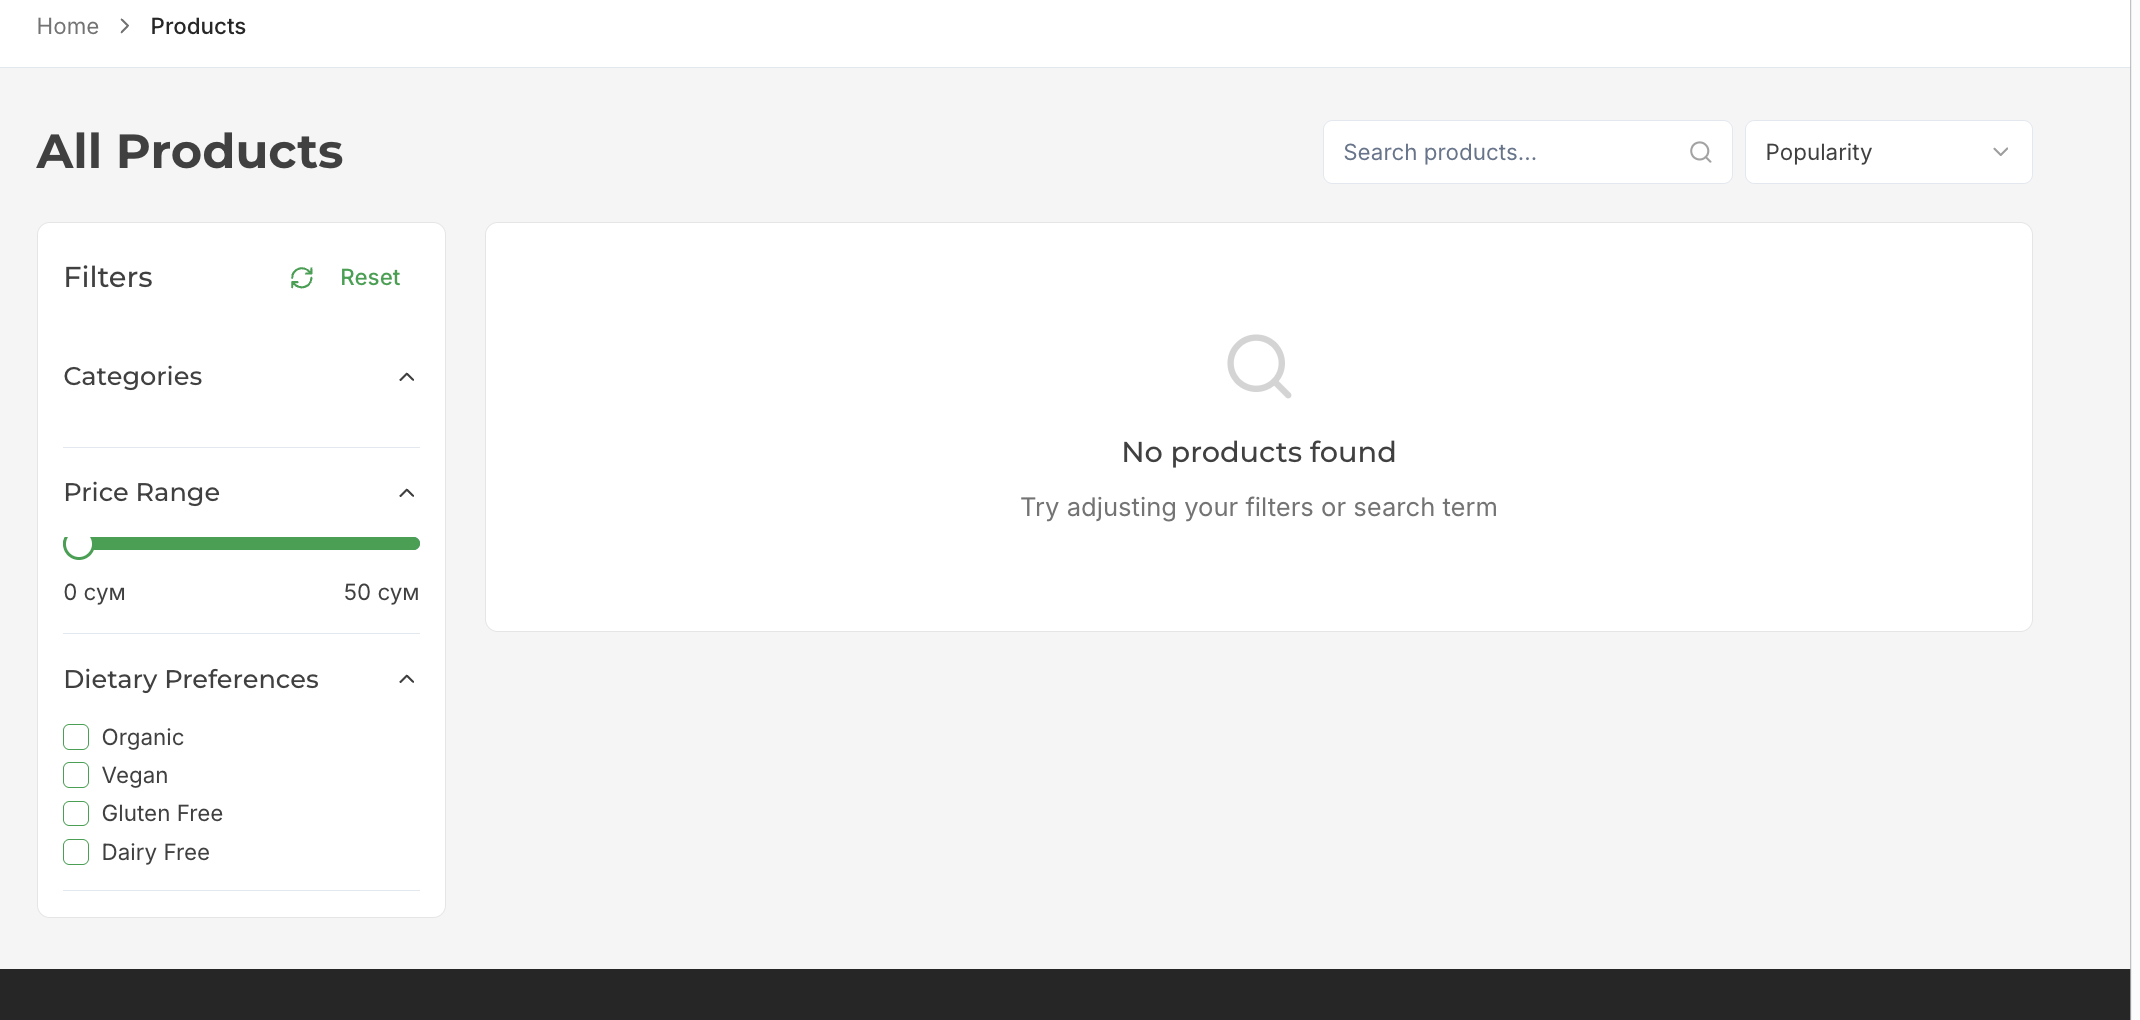 Home > Products
All Products
Search products...
Popularity
Filters
Reset
Categories
Price Range
0 сум
50 сум
Dietary Preferences
Organic
Vegan
Gluten Free
Dairy Free
No products found
Try adjusting your filters or search term